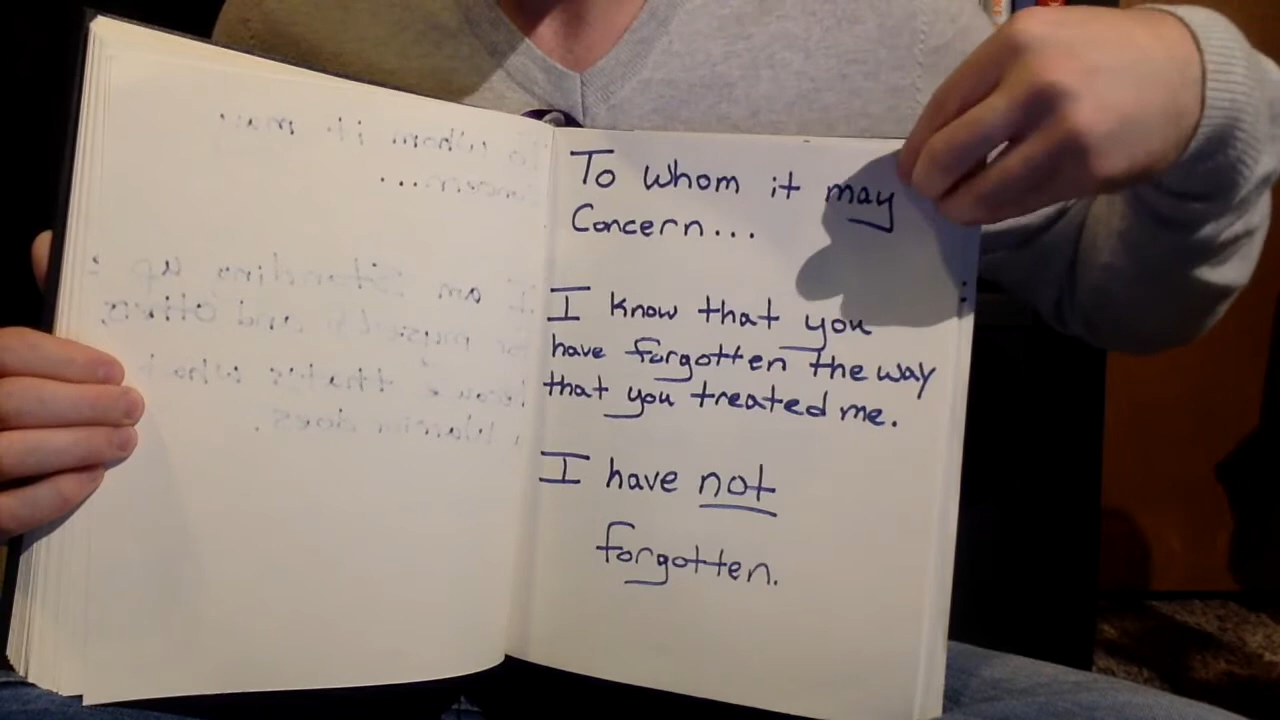 To whom it may
Concern...
I know that you
have forgotten the way
that you treated me.
I have not
forgotten.